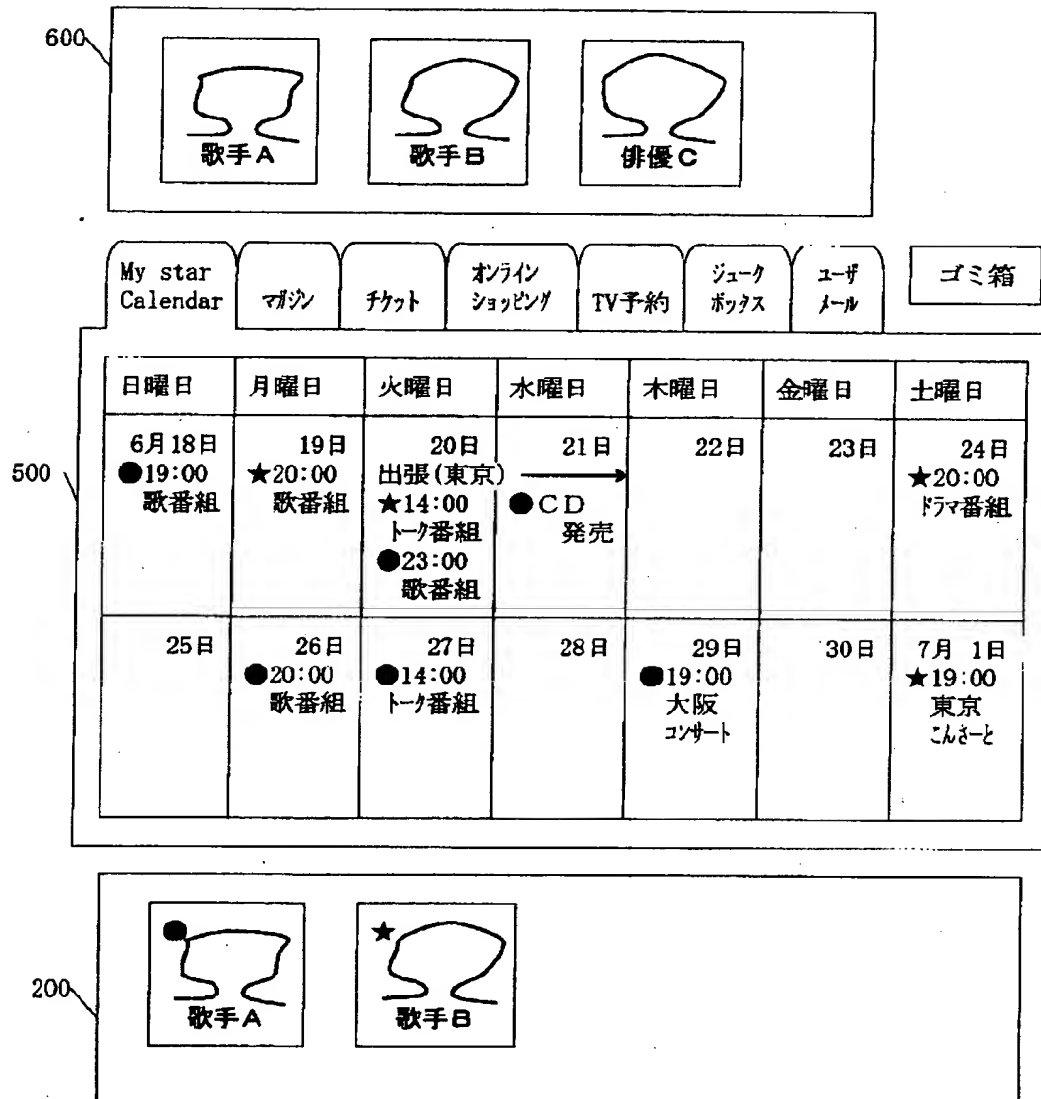 600
歌手A
歌手B
俳優C
My star
Calendar
マガジン
チケット
オンライン
ショッピング
TV予約
ジューク
ボックス
ユーザ
メール
ゴミ箱
500
日曜日 月曜日 火曜日 水曜日 木曜日 金曜日 土曜日
6月18日
●19:00
歌番組
19日
★20:00
歌番組
20日
出張(東京)
★14:00
トーク番組
●23:00
歌番組
21日
●CD
発売
22日
23日
24日
★20:00
ドラマ番組
25日
26日
●20:00
歌番組
27日
●14:00
トーク番組
28日
29日
●19:00
大阪
コンサート
30日
7月 1日
★19:00
東京
こんさーと
200
●
歌手A
★
歌手B